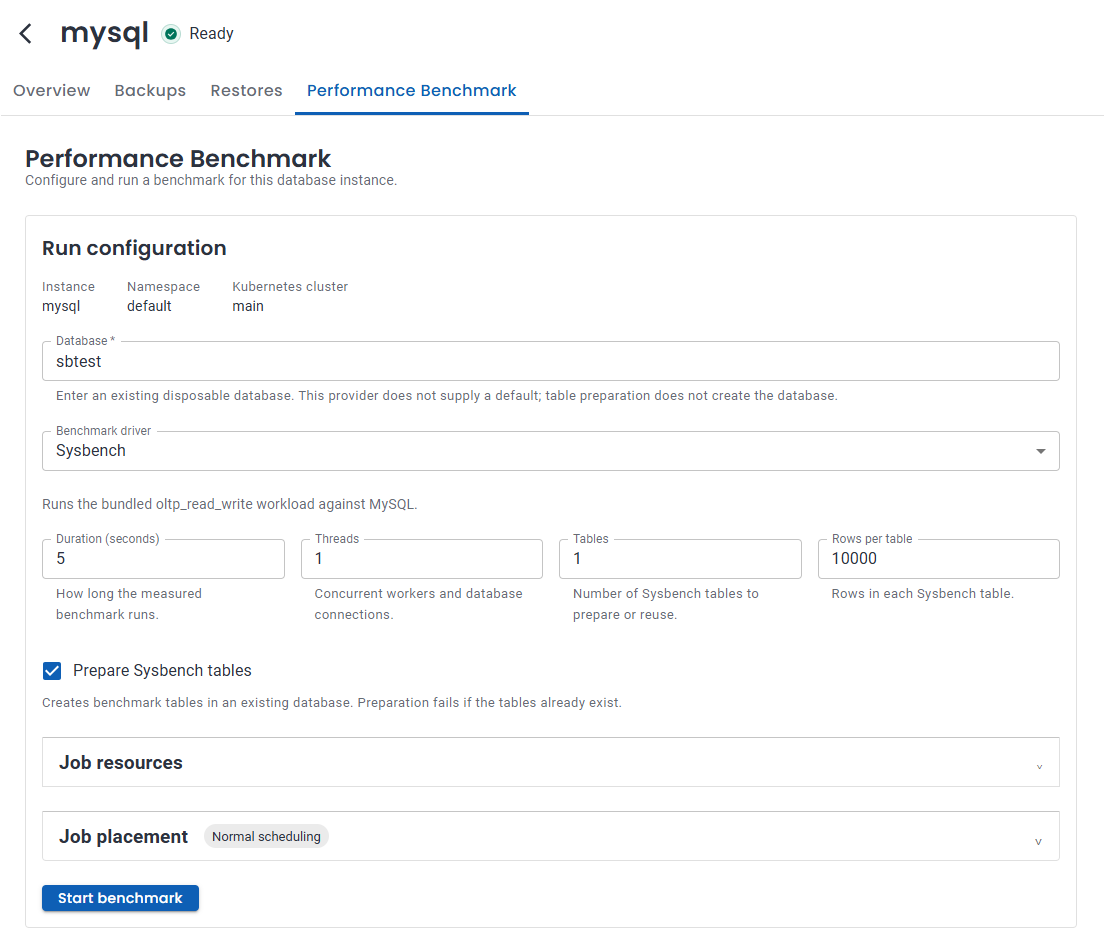 mysql Ready
Overview Backups Restores Performance Benchmark
Performance Benchmark
Configure and run a benchmark for this database instance.
Run configuration
Instance Namespace Kubernetes cluster
mysql default main
Database *
sbtest
Enter an existing disposable database. This provider does not supply a default; table preparation does not create the database.
Benchmark driver
Sysbench
Runs the bundled oltp_read_write workload against MySQL.
Duration (seconds) Threads Tables Rows per table
5 1 1 10000
How long the measured Concurrent workers and database Number of Sysbench tables to Rows in each Sysbench table.
benchmark runs. connections. prepare or reuse.
Prepare Sysbench tables
Creates benchmark tables in an existing database. Preparation fails if the tables already exist.
Job resources
Job placement Normal scheduling
Start benchmark